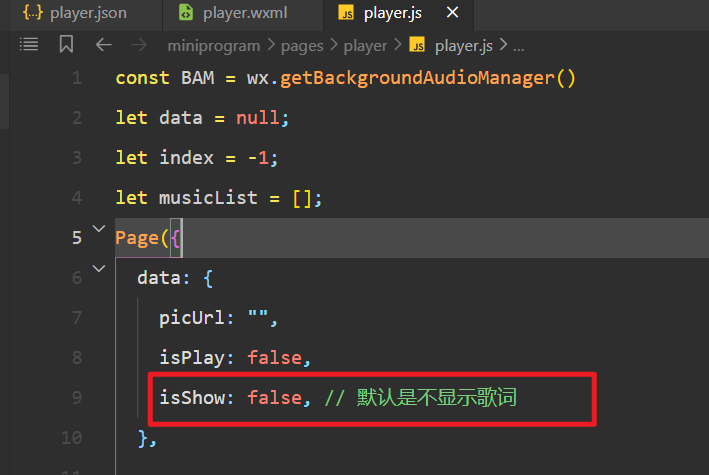 {} player.json player.wxml JS player.js ×
miniprogram > pages > player > JS player.js > ...
1 const BAM = wx.getBackgroundAudioManager()
2 let data = null;
3 let index = -1;
4 let musicList = [];
5 Page({
6 data: {
7 picUrl: "",
8 isPlay: false,
9 isShow: false, // 默认是不显示歌词
10 },